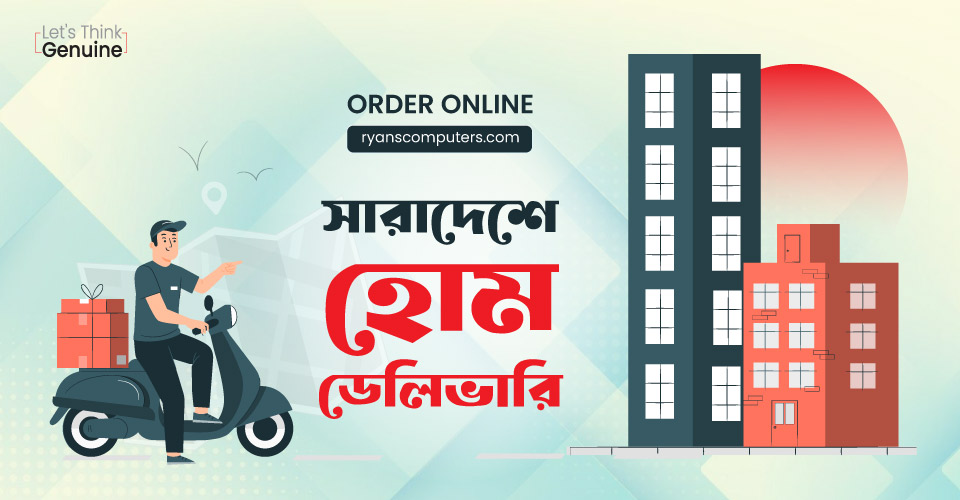 Let's Think
Genuine
ORDER ONLINE
ryanscomputers.com
সারাদেশে
হোম
ডেলিভারি